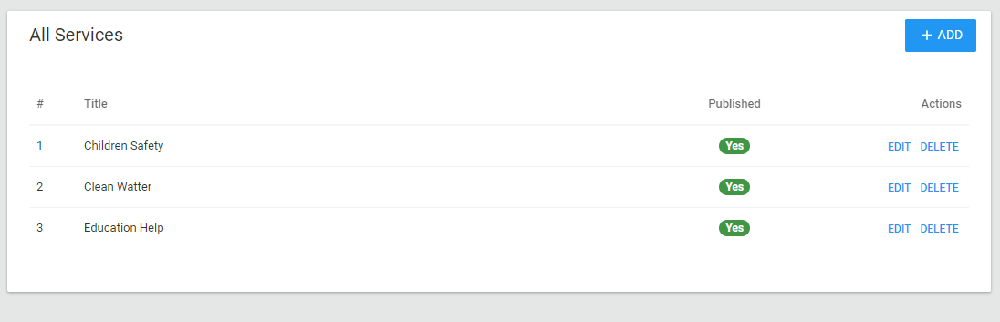 All Services
+ ADD
# Title Published Actions
1 Children Safety Yes EDIT DELETE
2 Clean Watter Yes EDIT DELETE
3 Education Help Yes EDIT DELETE